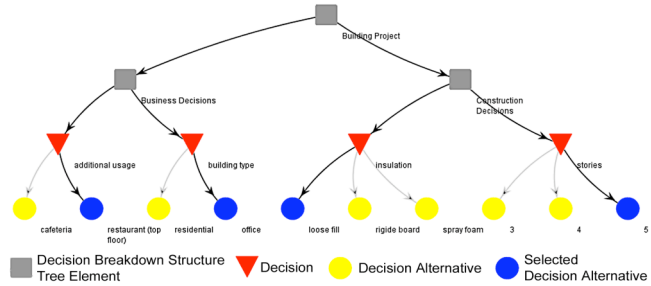 Building Project
Business Decisions
Construction
Decisions
additional usage
building type
insulation
stories
cafeteria
restaurant (top
floor)
residential
office
loose fill
rigide board
spray foam
3
4
5
Decision Breakdown Structure
Tree Element
Decision
Decision Alternative
Selected
Decision Alternative